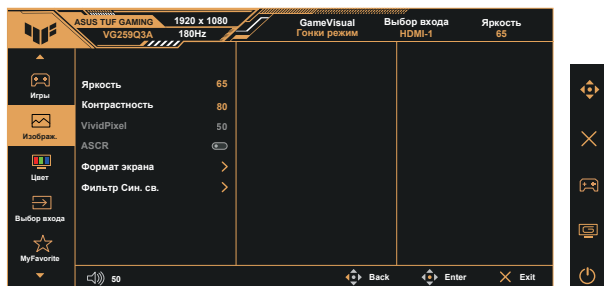 ASUS TUF GAMING 1920 x 1080 GameVisual Выбор входа Яркость
VG259Q3A 180Hz Гонки режим HDMI-1 65
Игры
Изображ.
Цвет
Выбор входа
MyFavorite
Яркость 65
Контрастность 80
VividPixel 50
ASCR
Формат экрана
Фильтр Син. св.
50 Back Enter Exit